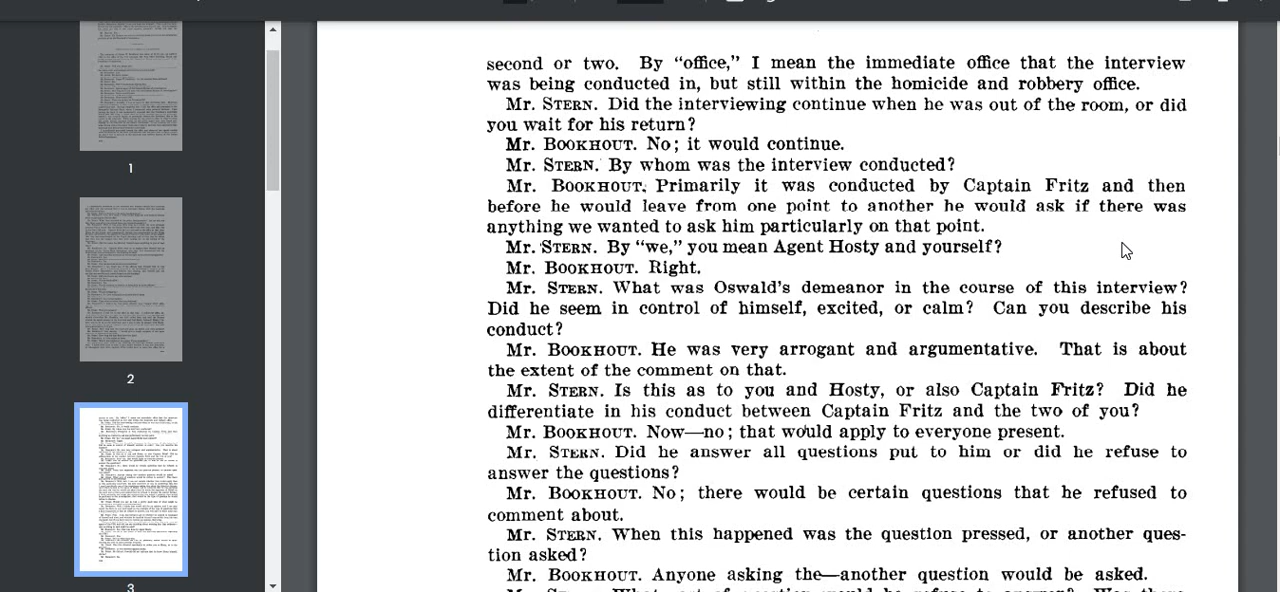 second or two. By "office," I mean the immediate office that the interview
was being conducted in, but still within the homicide and robbery office.
Mr. STERN. Did the interviewing continue when he was out of the room, or did
you wait for his return?
Mr. BOOKHOUT. No; it would continue.
Mr. STERN. By whom was the interview conducted?
Mr. BOOKHOUT. Primarily it was conducted by Captain Fritz and then
before he would leave from one point to another he would ask if there was
anything we wanted to ask him particularly on that point.
Mr. STERN. By "we," you mean Agent Hosty and yourself?
Mr. BOOKHOUT. Right.
Mr. STERN. What was Oswald's demeanor in the course of this interview?
Did he seem in control of himself, excited, or calm? Can you describe his
conduct?
Mr. BOOKHOUT. He was very arrogant and argumentative. That is about
the extent of the comment on that.
Mr. STERN. Is this as to you and Hosty, or also Captain Fritz? Did he
differentiate in his conduct between Captain Fritz and the two of you?
Mr. BOOKHOUT. Now—no; that would apply to everyone present.
Mr. STERN. Did he answer all questions put to him or did he refuse to
answer the questions?
Mr. BOOKHOUT. No; there would be certain questions that he refused to
comment about.
Mr. STERN. When this happened was the question pressed, or another ques-
tion asked?
Mr. BOOKHOUT. Anyone asking the—another question would be asked.
1
2
3